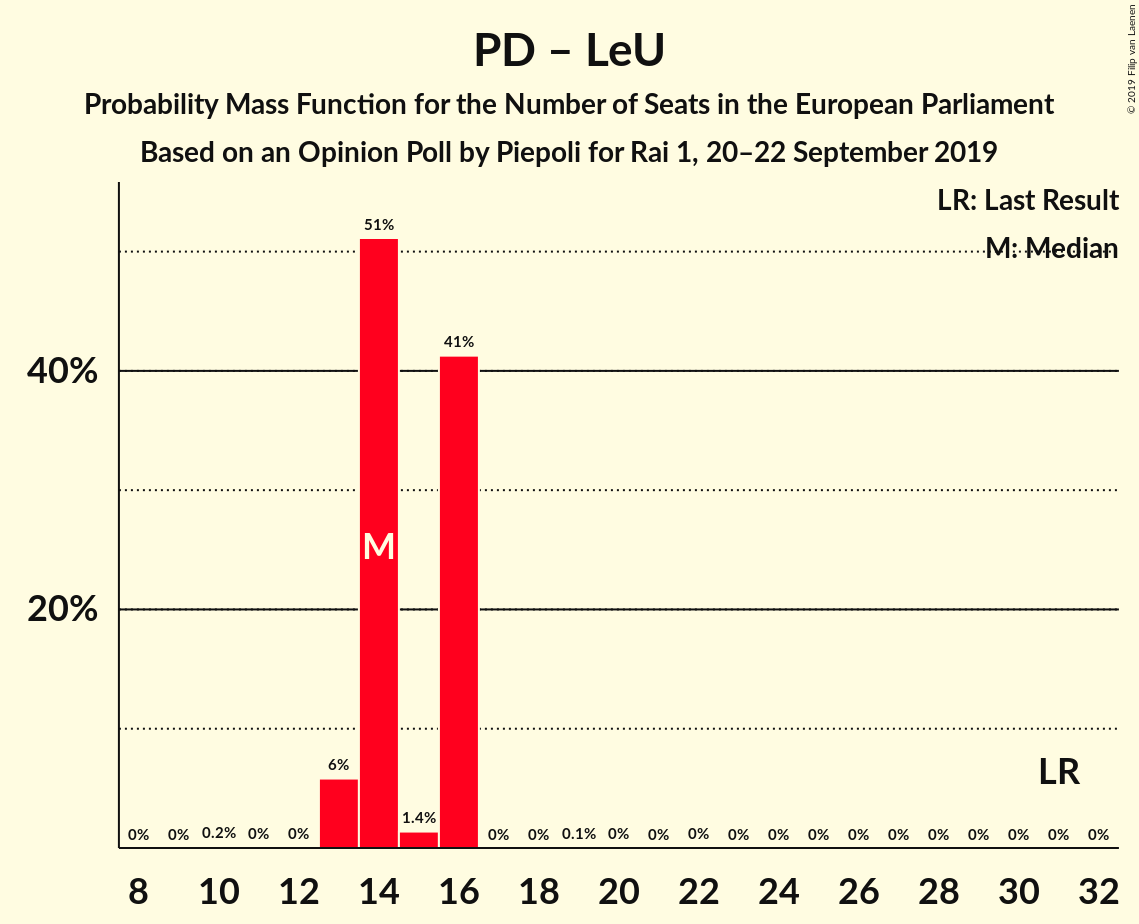 PD – LeU
Probability Mass Function for the Number of Seats in the European Parliament
Based on an Opinion Poll by Piepoli for Rai 1, 20–22 September 2019
© 2019 Filip van Laenen
LR: Last Result
M: Median
51%
41%
40%
M
20%
6%
LR
0% 0% 0.2% 0% 0% 1.4% 0% 0% 0.1% 0% 0% 0% 0% 0% 0% 0% 0% 0% 0% 0% 0% 0%
8 10 12 14 16 18 20 22 24 26 28 30 32